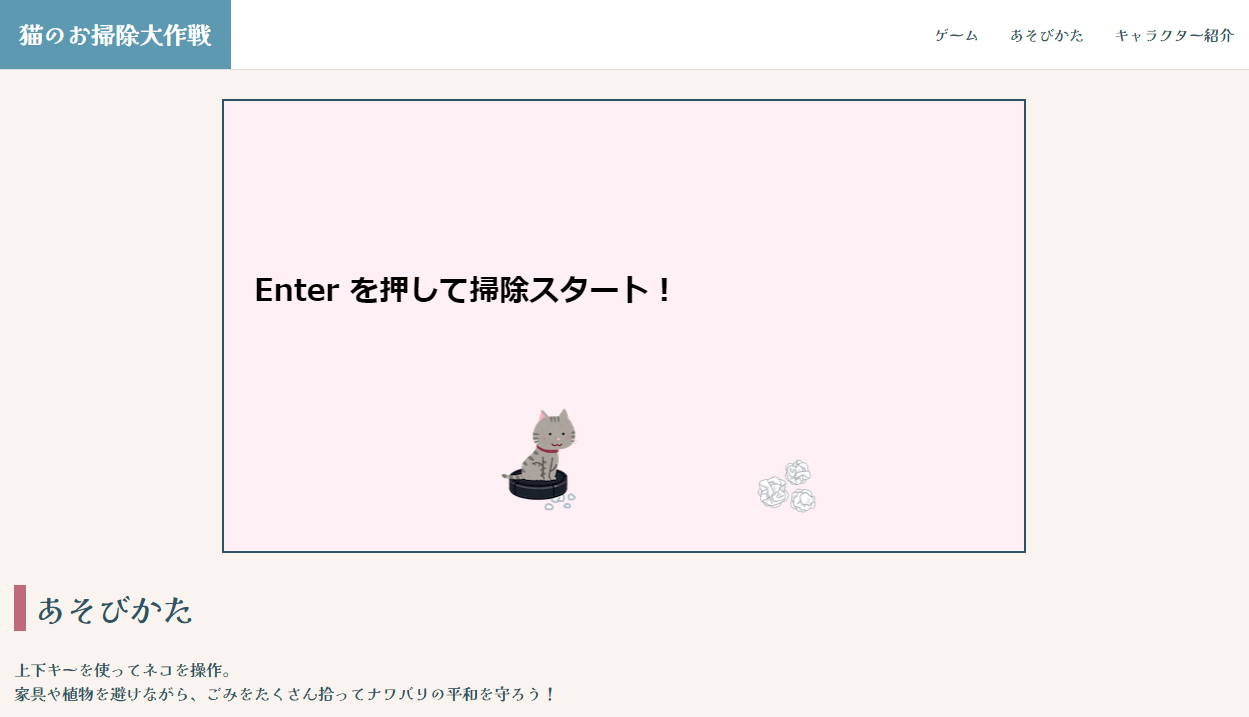 猫のお掃除大作戦
ゲーム
あそびかた
キャラクター紹介
Enter を押して掃除スタート！
あそびかた
上下キーを使ってネコを操作。
家具や植物を避けながら、ごみをたくさん拾ってナワバリの平和を守ろう！